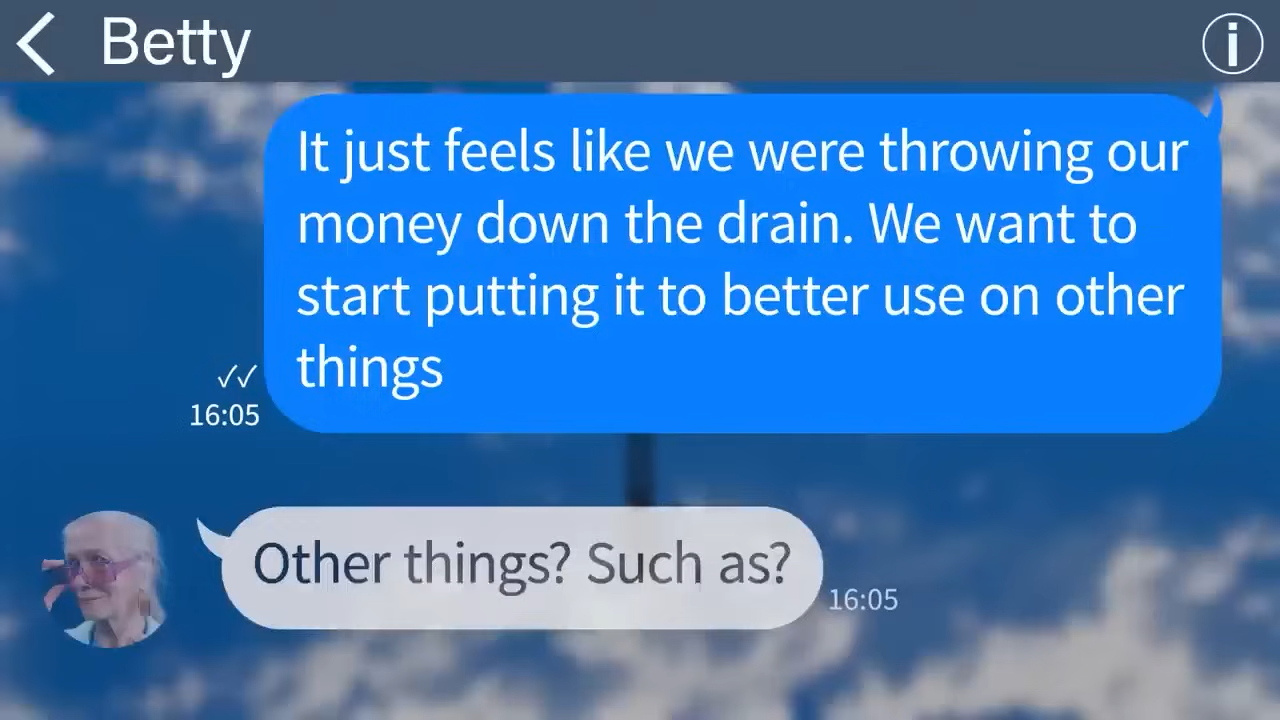 Betty
It just feels like we were throwing our
money down the drain. We want to
start putting it to better use on other
things
16:05
Other things? Such as?
16:05